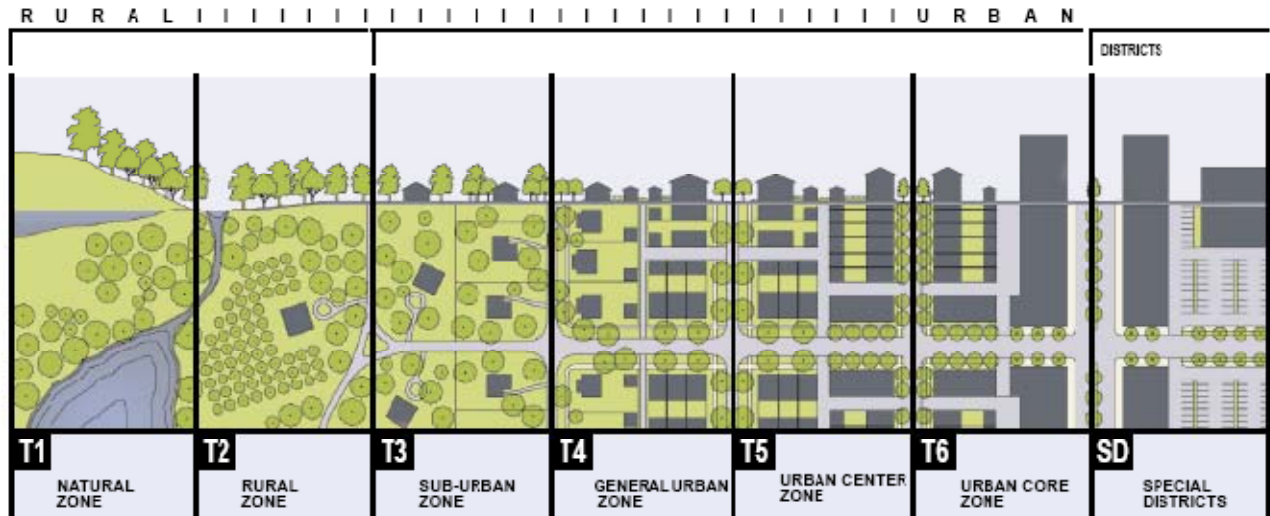 R U R A L I I I I I I I I I I I I I I I I I I I I I I I I I I I I I I U R B A N
DISTRICTS
T1 NATURAL
ZONE
T2 RURAL
ZONE
T3 SUB-URBAN
ZONE
T4 GENERAL URBAN
ZONE
T5 URBAN CENTER
ZONE
T6 URBAN CORE
ZONE
SD SPECIAL
DISTRICTS